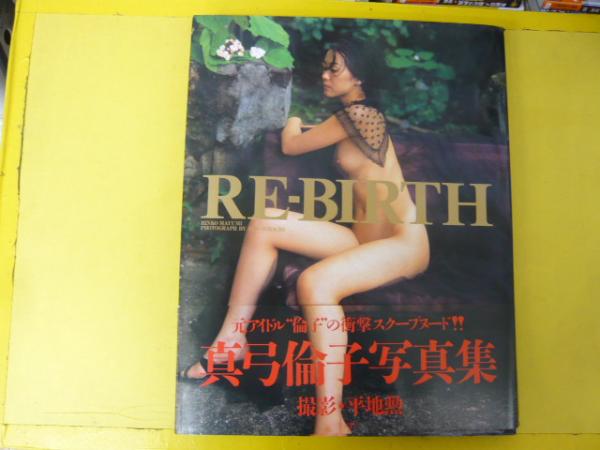 RE-BIRTH
RINKO MAYUMI
PHOTOGRAPH BY
元アイドル"倫子"の衝撃スクープヌード!!
真弓倫子写真集
撮影・平地勲